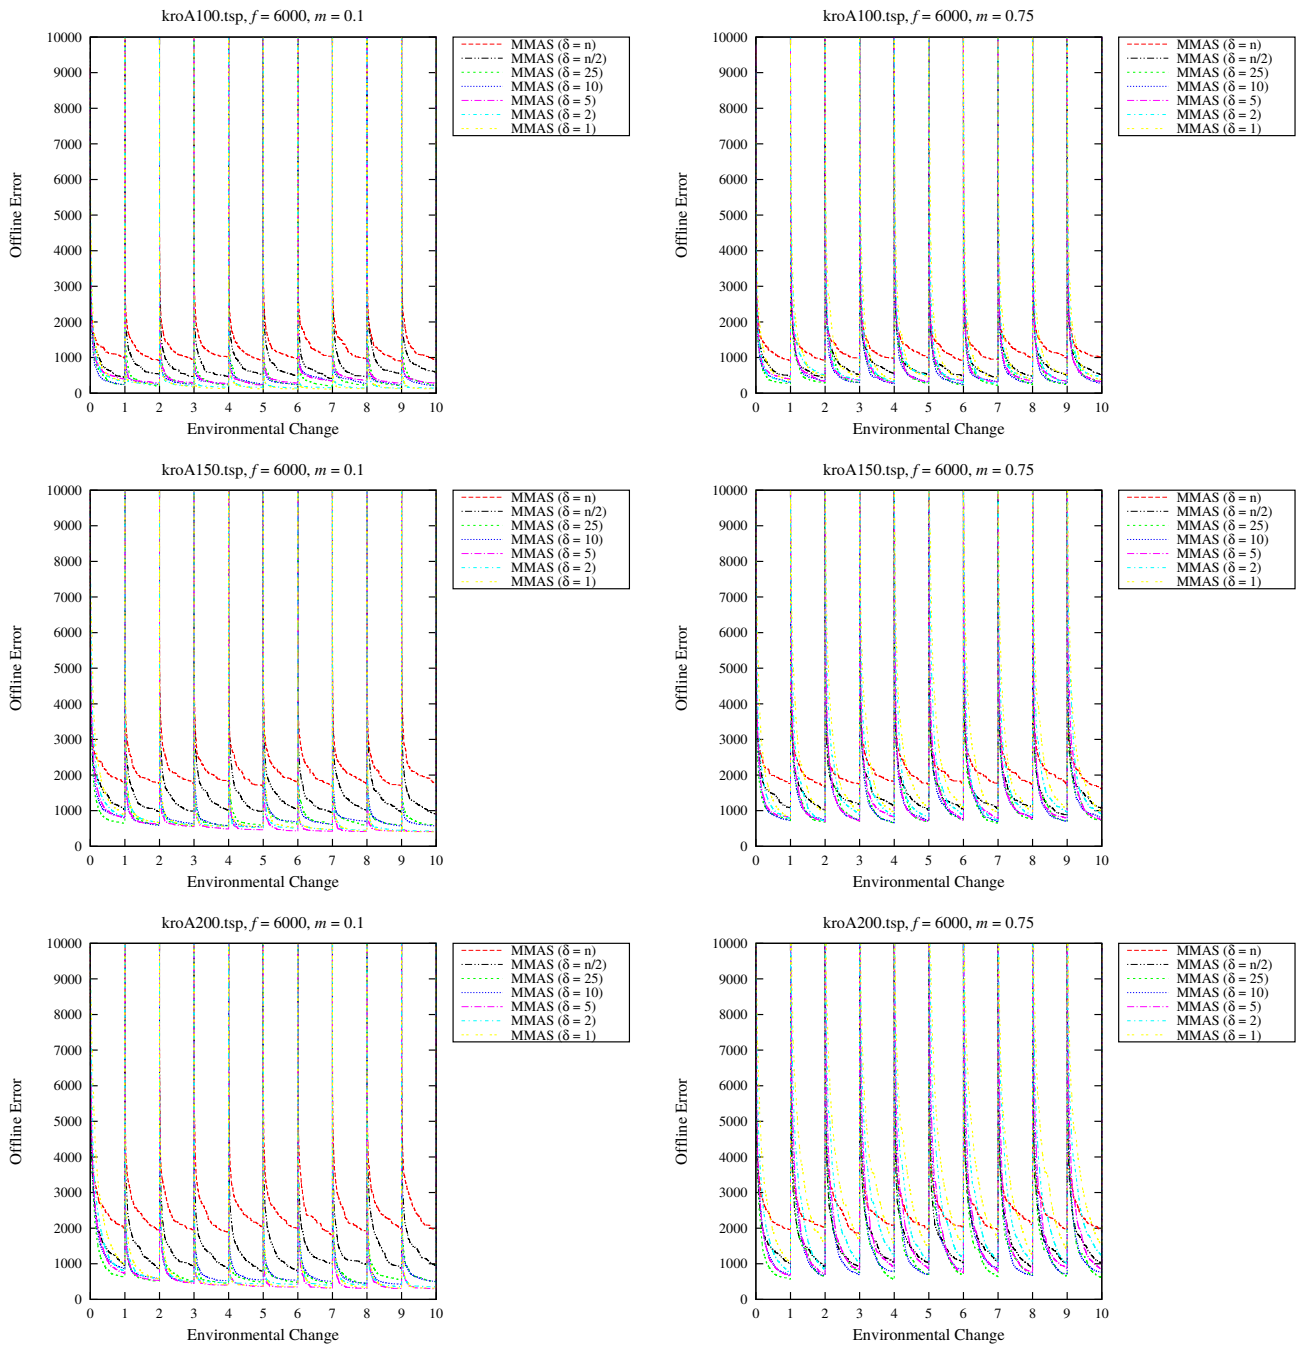 kroA100.tsp, f = 6000, m = 0.1
10000
9000
8000
7000
6000
5000
4000
3000
2000
1000
0
Offline Error
0 1 2 3 4 5 6 7 8 9 10
Environmental Change
MMAS (δ = n)
MMAS (δ = n/2)
MMAS (δ = 25)
MMAS (δ = 10)
MMAS (δ = 5)
MMAS (δ = 2)
MMAS (δ = 1)
kroA100.tsp, f = 6000, m = 0.75
10000
9000
8000
7000
6000
5000
4000
3000
2000
1000
0
Offline Error
0 1 2 3 4 5 6 7 8 9 10
Environmental Change
MMAS (δ = n)
MMAS (δ = n/2)
MMAS (δ = 25)
MMAS (δ = 10)
MMAS (δ = 5)
MMAS (δ = 2)
MMAS (δ = 1)
kroA150.tsp, f = 6000, m = 0.1
10000
9000
8000
7000
6000
5000
4000
3000
2000
1000
0
Offline Error
0 1 2 3 4 5 6 7 8 9 10
Environmental Change
MMAS (δ = n)
MMAS (δ = n/2)
MMAS (δ = 25)
MMAS (δ = 10)
MMAS (δ = 5)
MMAS (δ = 2)
MMAS (δ = 1)
kroA150.tsp, f = 6000, m = 0.75
10000
9000
8000
7000
6000
5000
4000
3000
2000
1000
0
Offline Error
0 1 2 3 4 5 6 7 8 9 10
Environmental Change
MMAS (δ = n)
MMAS (δ = n/2)
MMAS (δ = 25)
MMAS (δ = 10)
MMAS (δ = 5)
MMAS (δ = 2)
MMAS (δ = 1)
kroA200.tsp, f = 6000, m = 0.1
10000
9000
8000
7000
6000
5000
4000
3000
2000
1000
0
Offline Error
0 1 2 3 4 5 6 7 8 9 10
Environmental Change
MMAS (δ = n)
MMAS (δ = n/2)
MMAS (δ = 25)
MMAS (δ = 10)
MMAS (δ = 5)
MMAS (δ = 2)
MMAS (δ = 1)
kroA200.tsp, f = 6000, m = 0.75
10000
9000
8000
7000
6000
5000
4000
3000
2000
1000
0
Offline Error
0 1 2 3 4 5 6 7 8 9 10
Environmental Change
MMAS (δ = n)
MMAS (δ = n/2)
MMAS (δ = 25)
MMAS (δ = 10)
MMAS (δ = 5)
MMAS (δ = 2)
MMAS (δ = 1)